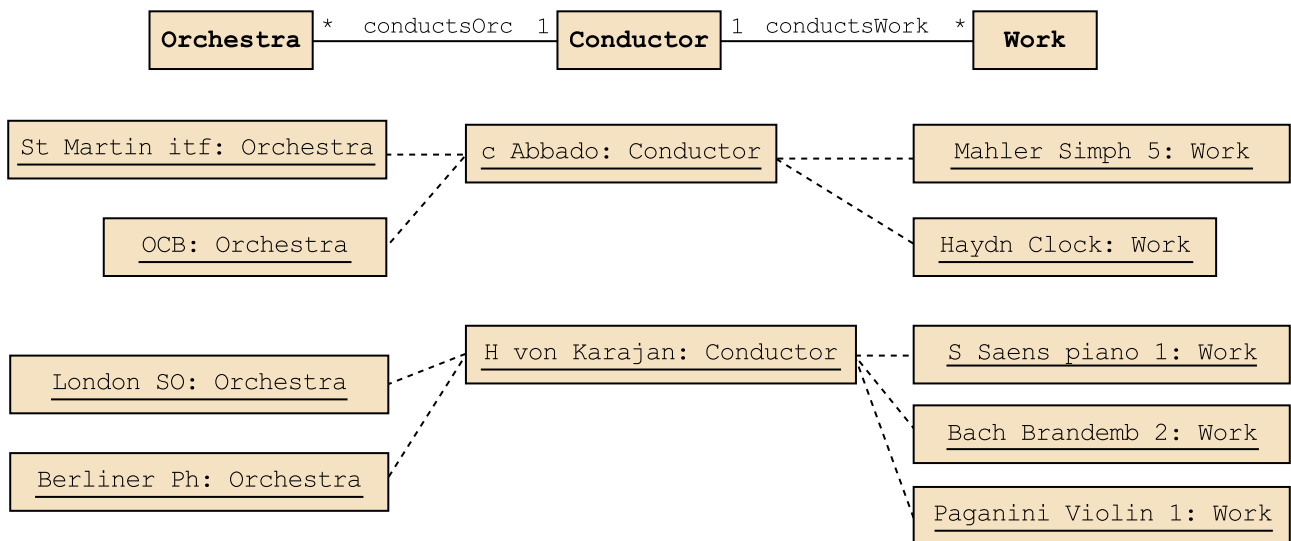 Orchestra * conductsOrc 1 Conductor 1 conductsWork * Work
St Martin itf: Orchestra
c Abbado: Conductor
Mahler Simph 5: Work
OCB: Orchestra
Haydn Clock: Work
H von Karajan: Conductor
S Saens piano 1: Work
London SO: Orchestra
Bach Brandemb 2: Work
Berliner Ph: Orchestra
Paganini Violin 1: Work